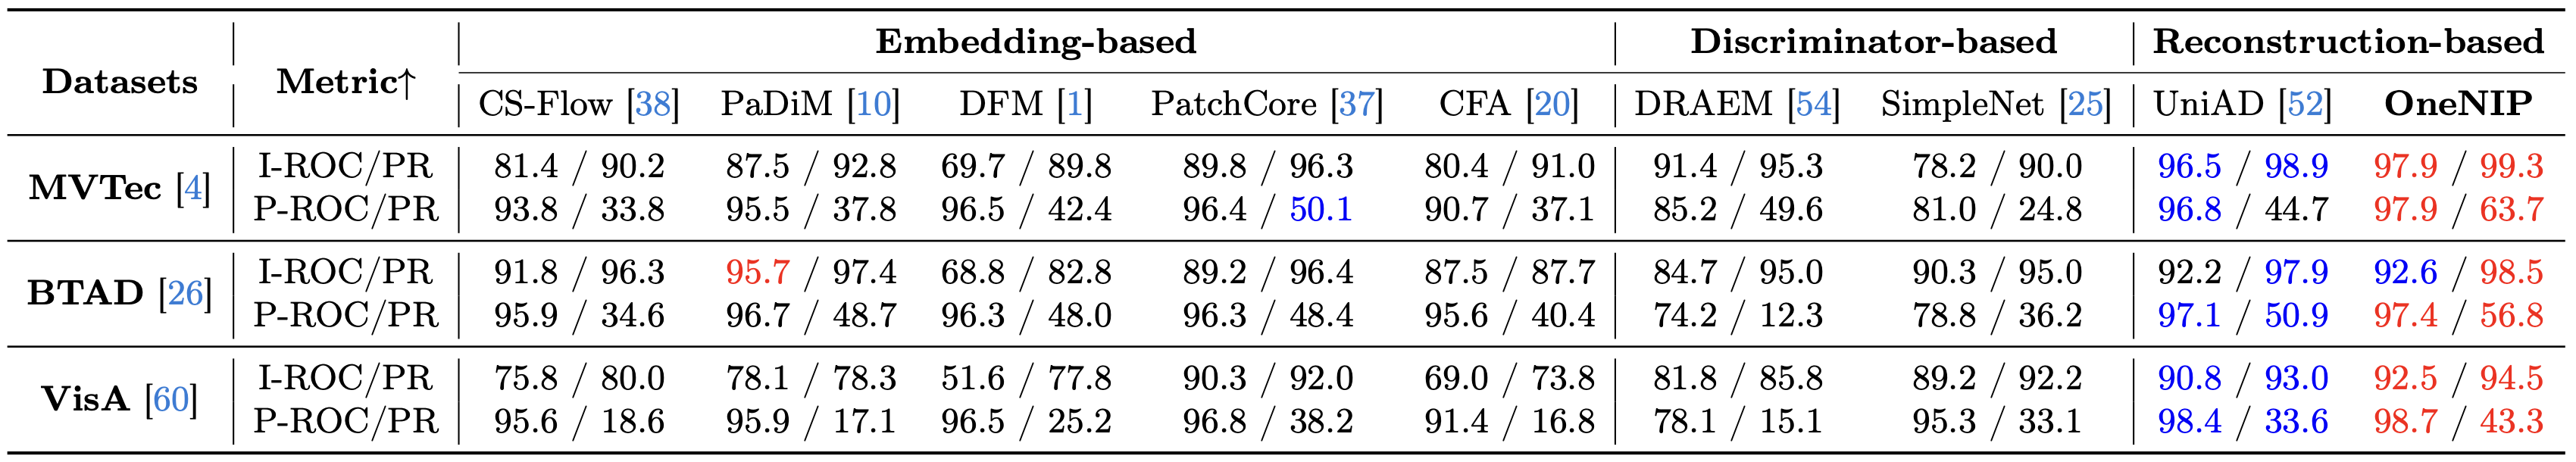 Datasets Metric↑ Embedding-based Discriminator-based Reconstruction-based
CS-Flow [38] PaDiM [10] DFM [1] PatchCore [37] CFA [20] DRAEM [54] SimpleNet [25] UniAD [52] OneNIP
MVTec [4] I-ROC/PR 81.4 / 90.2 87.5 / 92.8 69.7 / 89.8 89.8 / 96.3 80.4 / 91.0 91.4 / 95.3 78.2 / 90.0 96.5 / 98.9 97.9 / 99.3
P-ROC/PR 93.8 / 33.8 95.5 / 37.8 96.5 / 42.4 96.4 / 50.1 90.7 / 37.1 85.2 / 49.6 81.0 / 24.8 96.8 / 44.7 97.9 / 63.7
BTAD [26] I-ROC/PR 91.8 / 96.3 95.7 / 97.4 68.8 / 82.8 89.2 / 96.4 87.5 / 87.7 84.7 / 95.0 90.3 / 95.0 92.2 / 97.9 92.6 / 98.5
P-ROC/PR 95.9 / 34.6 96.7 / 48.7 96.3 / 48.0 96.3 / 48.4 95.6 / 40.4 74.2 / 12.3 78.8 / 36.2 97.1 / 50.9 97.4 / 56.8
VisA [60] I-ROC/PR 75.8 / 80.0 78.1 / 78.3 51.6 / 77.8 90.3 / 92.0 69.0 / 73.8 81.8 / 85.8 89.2 / 92.2 90.8 / 93.0 92.5 / 94.5
P-ROC/PR 95.6 / 18.6 95.9 / 17.1 96.5 / 25.2 96.8 / 38.2 91.4 / 16.8 78.1 / 15.1 95.3 / 33.1 98.4 / 33.6 98.7 / 43.3